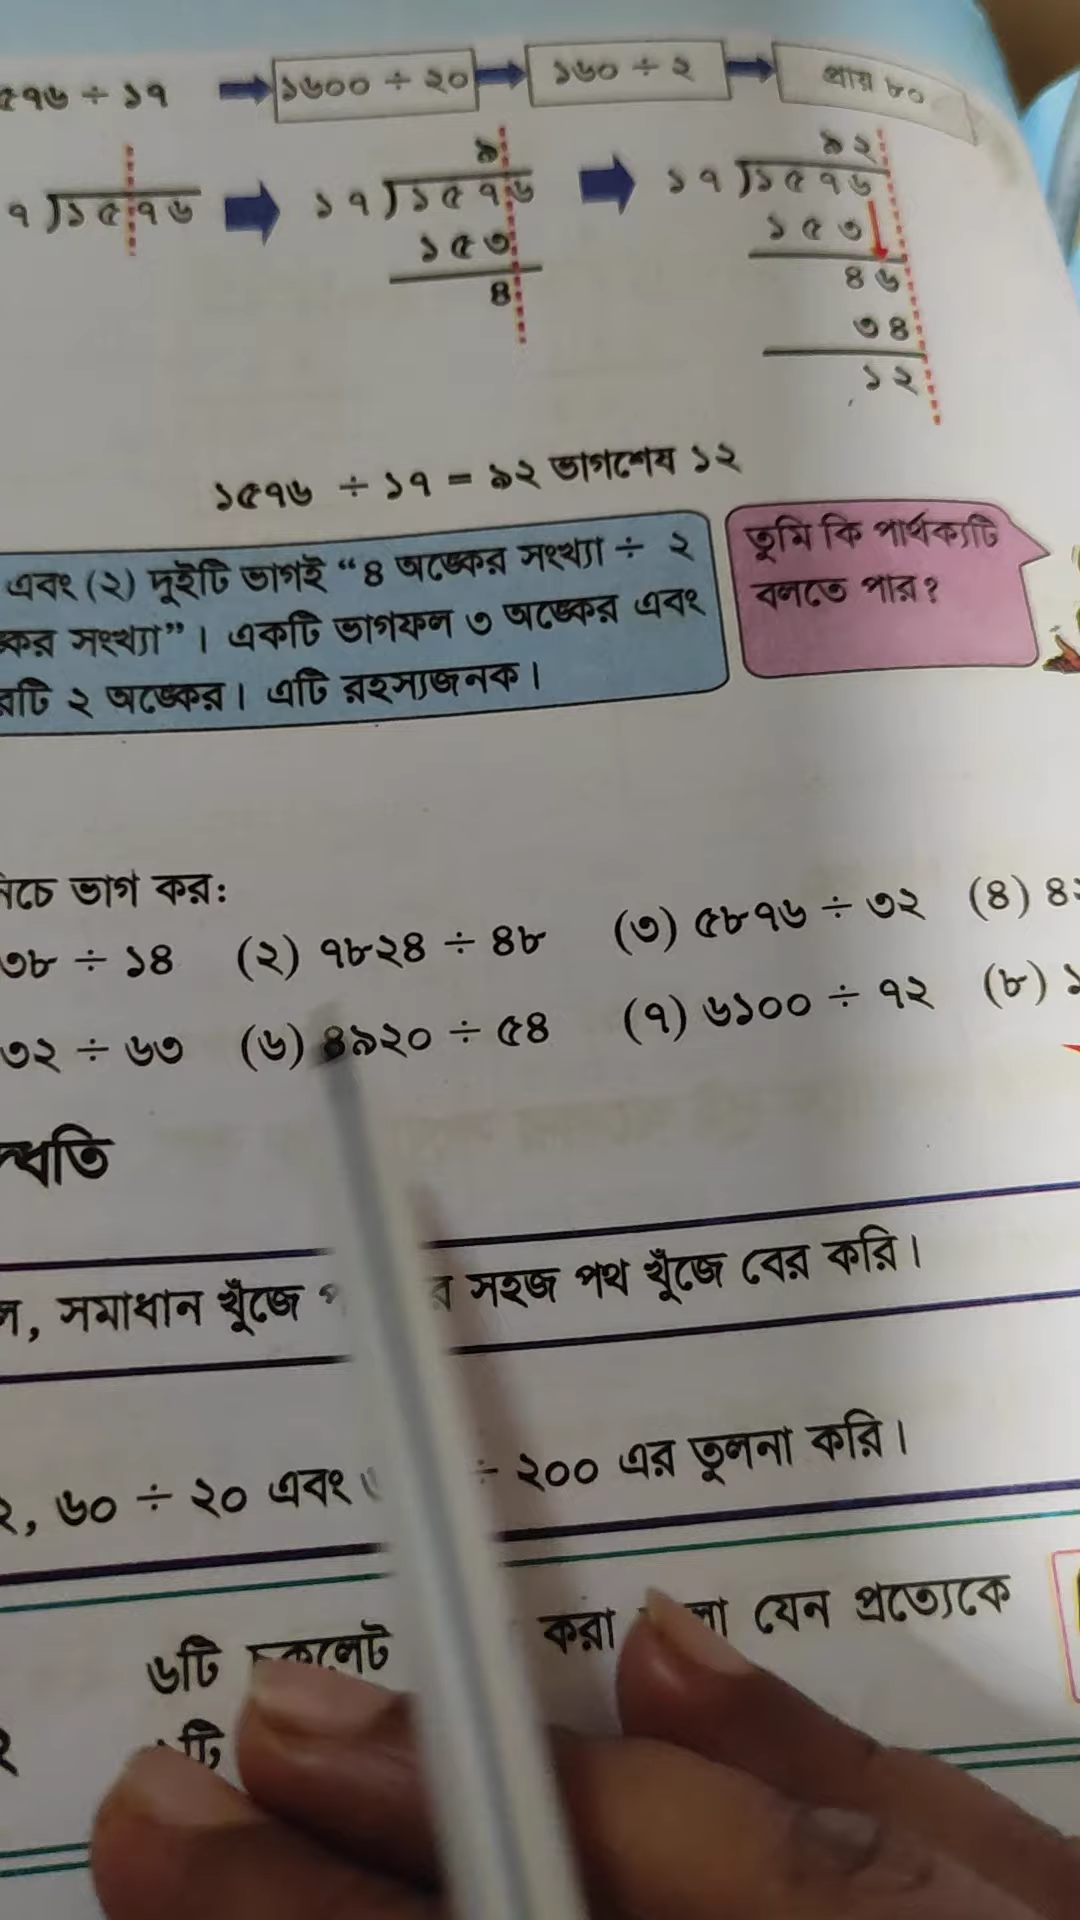 ৫৭৬ ÷ ১৭ ১৬০০ ÷ ২০ ১৬০ ÷ ২ প্রায় ৮০
৯ ৯২
৭ )১৫৭৬ ১৭ )১৫৭৬ ১৭ )১৫৭৬
১৫৩ ১৫৩
৪ ৪৬
৩৪
১২
১৫৭৬ ÷ ১৭ = ৯২ ভাগশেষ ১২
এবং (২) দুইটি ভাগই “৪ অঙ্কের সংখ্যা ÷ ২
ঙ্কের সংখ্যা”। একটি ভাগফল ৩ অঙ্কের এবং
রটি ২ অঙ্কের। এটি রহস্যজনক।
তুমি কি পার্থক্যটি
বলতে পার?
নিচে ভাগ কর:
৩৮ ÷ ১৪ (২) ৭৮২৪ ÷ ৪৮ (৩) ৫৮৭৬ ÷ ৩২ (৪) ৪২
৩২ ÷ ৬৩ (৬) ৪৯২০ ÷ ৫৪ (৭) ৬১০০ ÷ ৭২ (৮) ১
দ্ধতি
ল, সমাধান খুঁজে র সহজ পথ খুঁজে বের করি।
২, ৬০ ÷ ২০ এবং ÷ ২০০ এর তুলনা করি।
৬টি চকলেট করা যেন প্রত্যেকে
টি